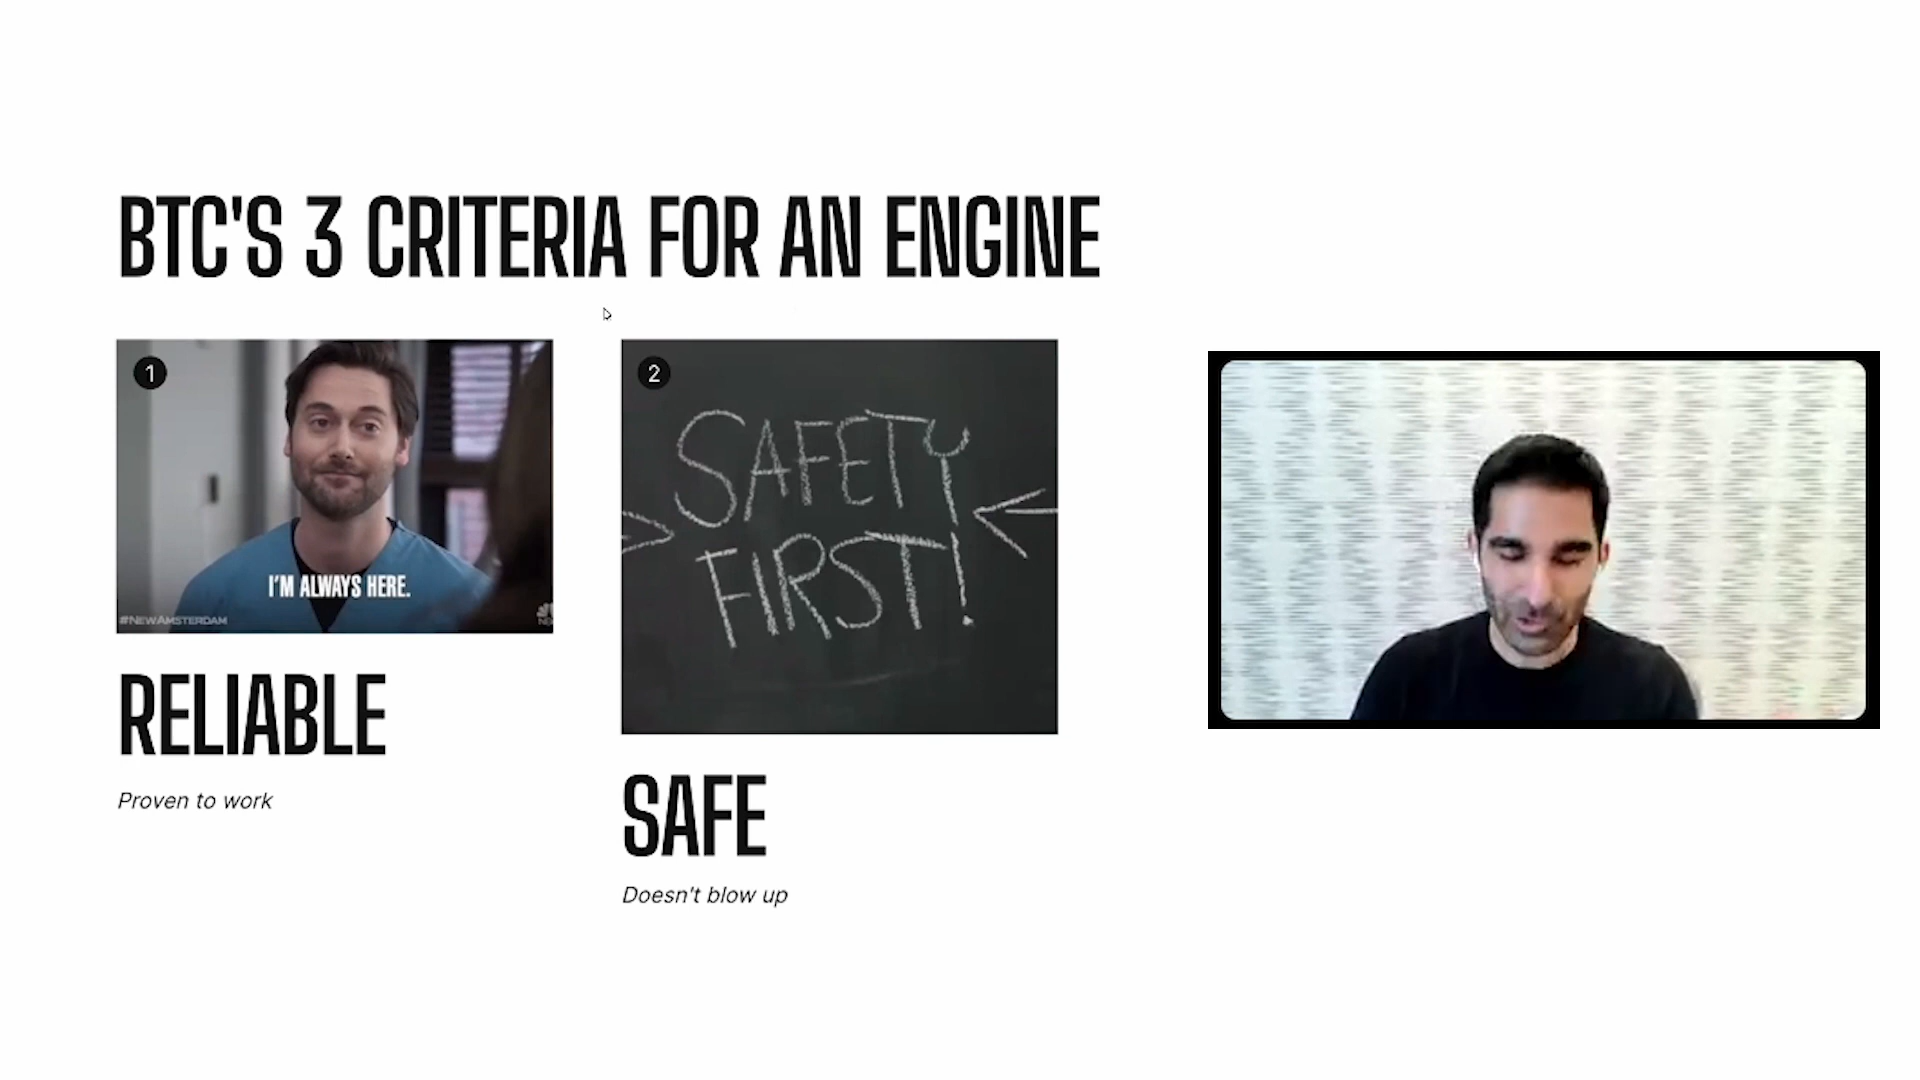 BTC'S 3 CRITERIA FOR AN ENGINE
1
I'M ALWAYS HERE.
#NEWAMSTERDAM
RELIABLE
Proven to work
2
SAFETY
FIRST!
SAFE
Doesn't blow up